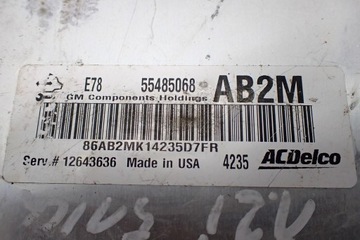 E78 55485068 AB2M
GM Components Holdings
86AB2MK14235D7FR
Serv.# 12643636 Made in USA 4235 ACDelco